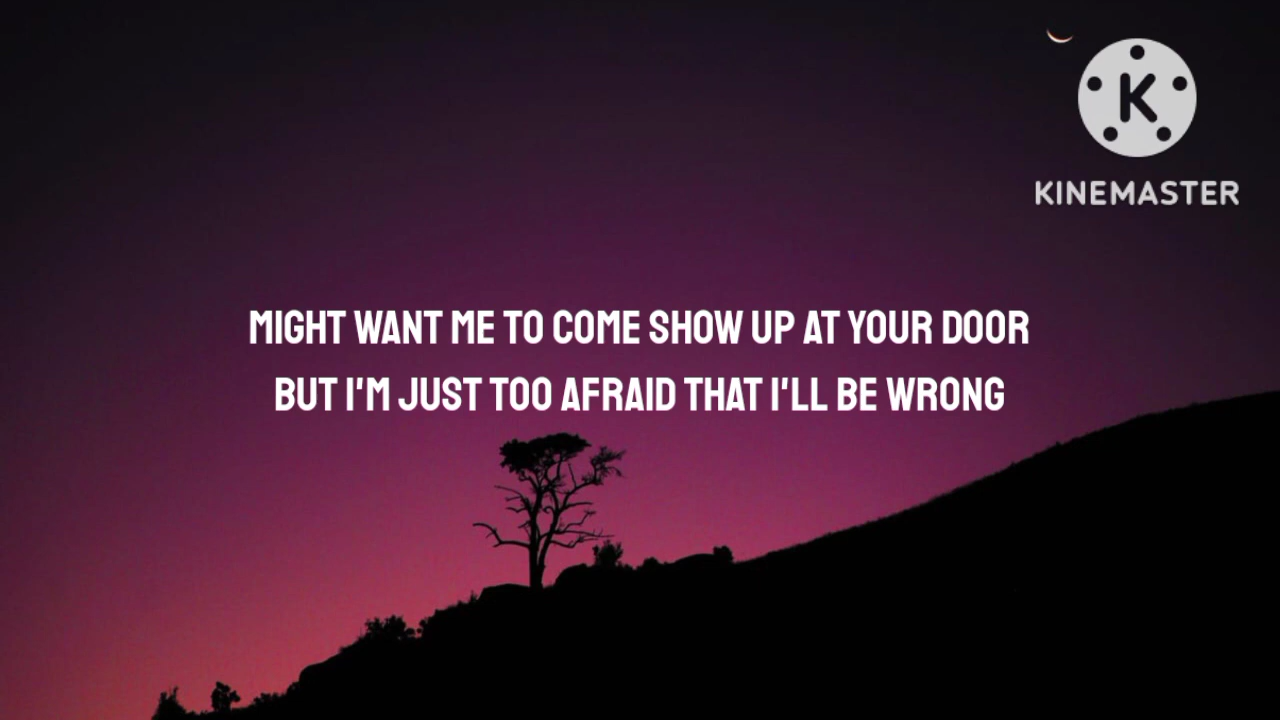 K
KINEMASTER
MIGHT WANT ME TO COME SHOW UP AT YOUR DOOR
BUT I'M JUST TOO AFRAID THAT I'LL BE WRONG